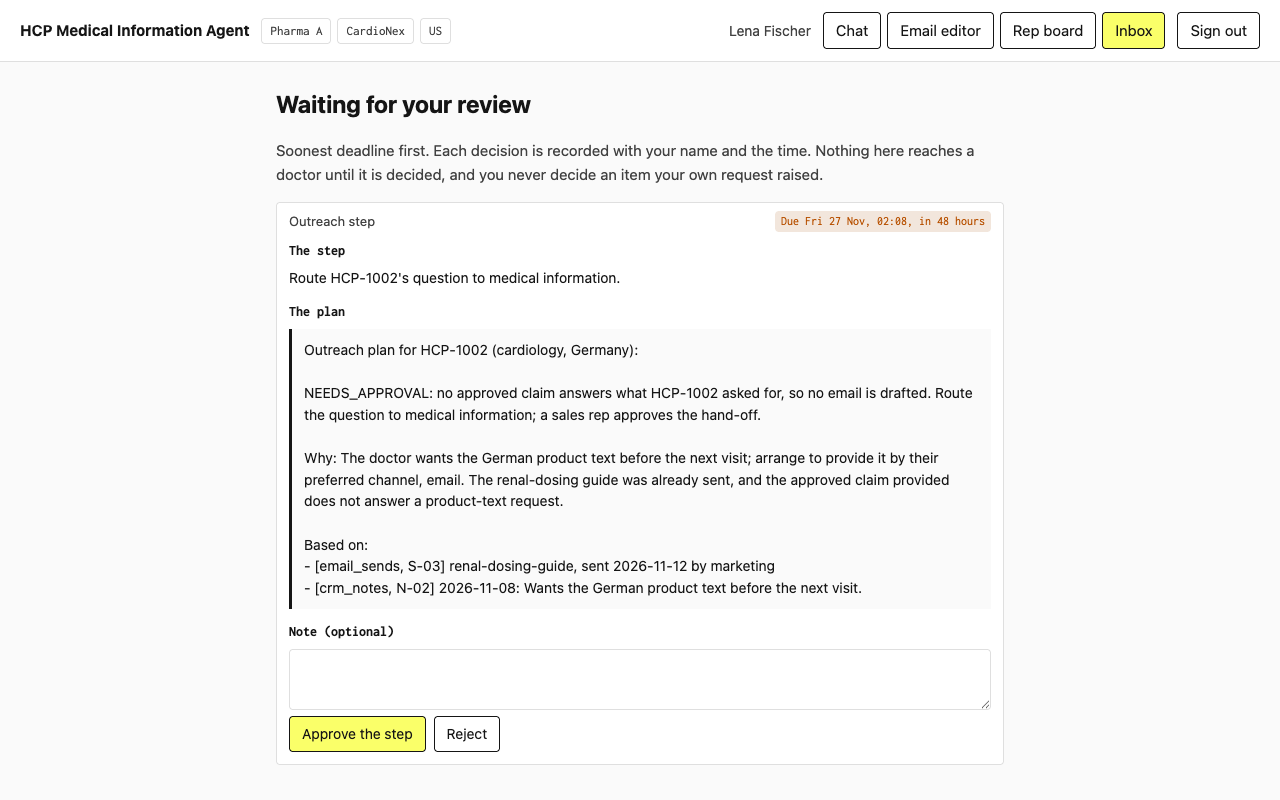 HCP Medical Information Agent
Pharma A
CardioNex
US
Lena Fischer
Chat
Email editor
Rep board
Inbox
Sign out
Waiting for your review
Soonest deadline first. Each decision is recorded with your name and the time. Nothing here reaches a
doctor until it is decided, and you never decide an item your own request raised.
Outreach step
Due Fri 27 Nov, 02:08, in 48 hours
The step
Route HCP-1002's question to medical information.
The plan
Outreach plan for HCP-1002 (cardiology, Germany):
NEEDS_APPROVAL: no approved claim answers what HCP-1002 asked for, so no email is drafted. Route
the question to medical information; a sales rep approves the hand-off.
Why: The doctor wants the German product text before the next visit; arrange to provide it by their
preferred channel, email. The renal-dosing guide was already sent, and the approved claim provided
does not answer a product-text request.
Based on:
- [email_sends, S-03] renal-dosing-guide, sent 2026-11-12 by marketing
- [crm_notes, N-02] 2026-11-08: Wants the German product text before the next visit.
Note (optional)
Approve the step
Reject